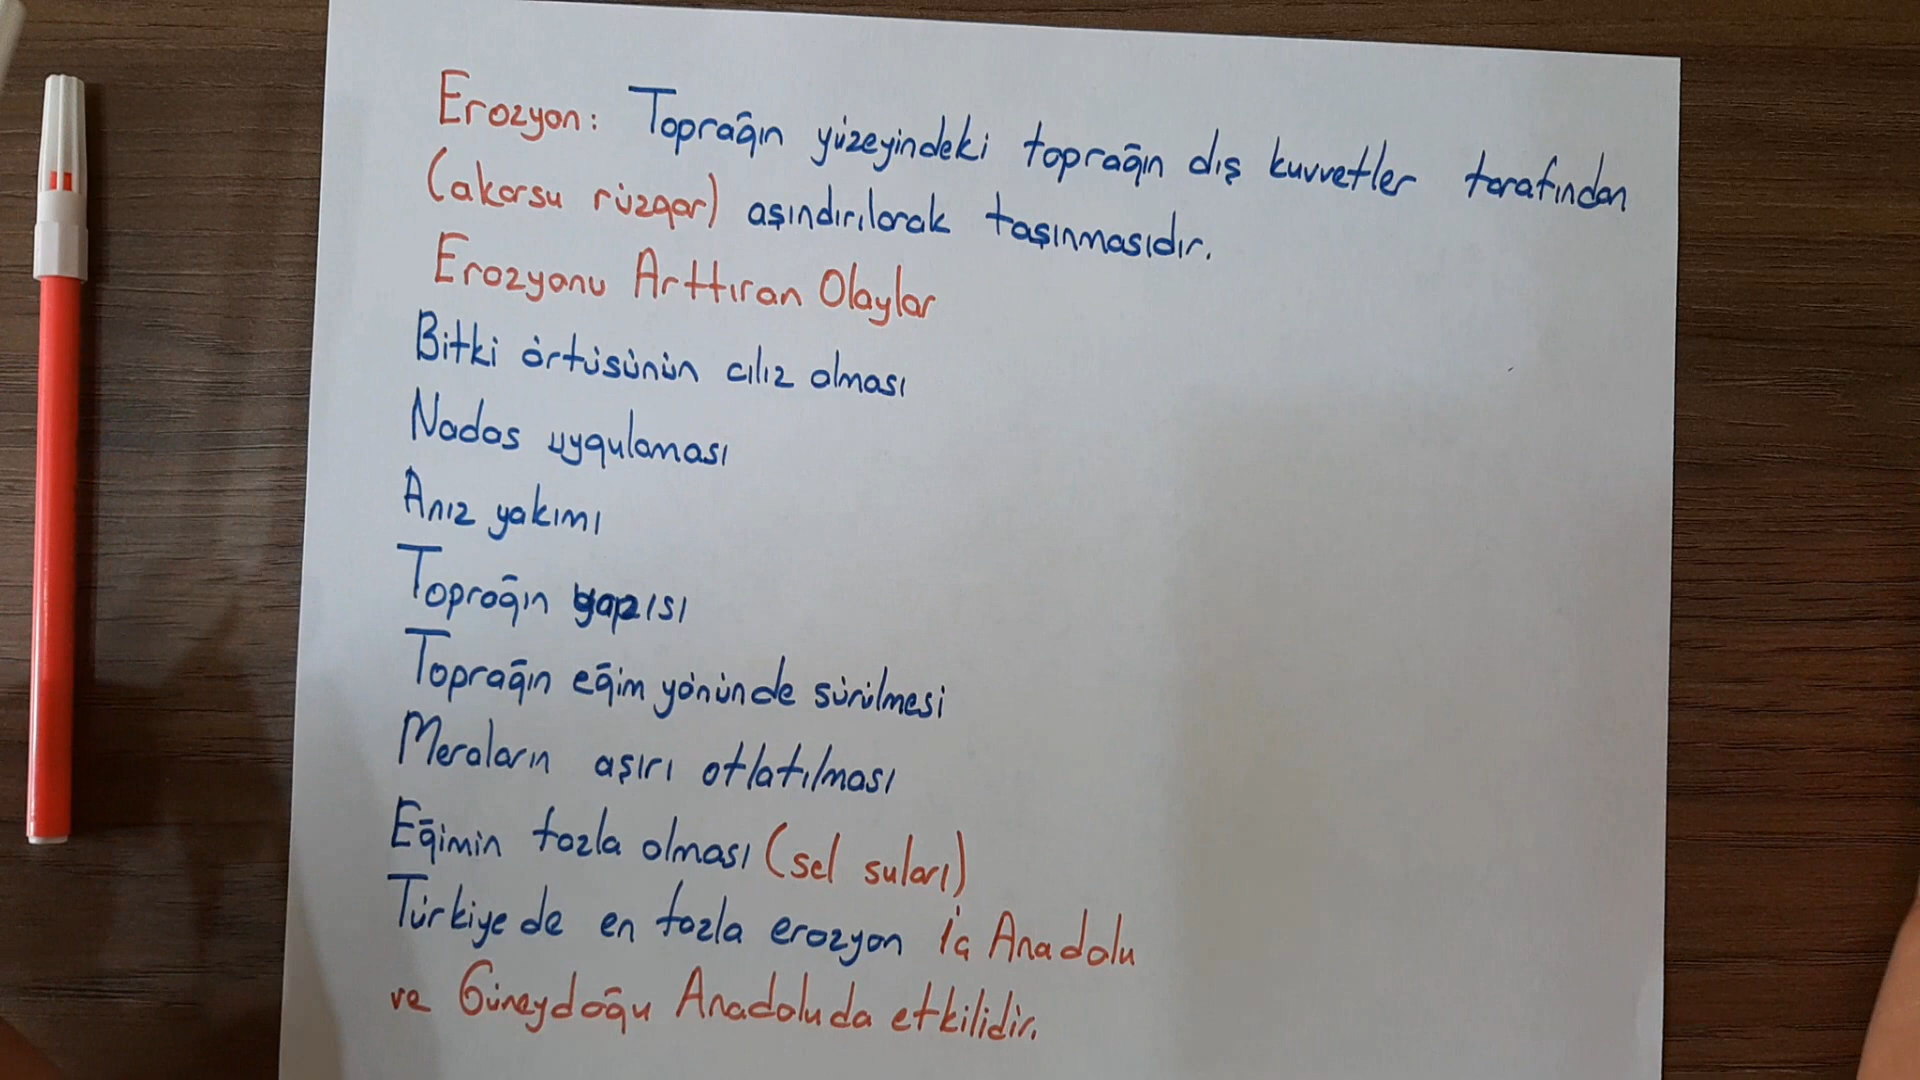 Erozyon: Toprağın yüzeyindeki toprağın dış kuvvetler tarafından
(akarsu rüzgar) aşındırılarak taşınmasıdır.
Erozyonu Arttıran Olaylar
Bitki örtüsünün cılız olması
Nadas uygulaması
Anız yakımı
Toprağın yapısı
Toprağın eğim yönünde sürülmesi
Meraların aşırı otlatılması
Eğimin fazla olması (sel suları)
Türkiye de en fazla erozyon İç Anadolu
ve Güneydoğu Anadolu da etkilidir.